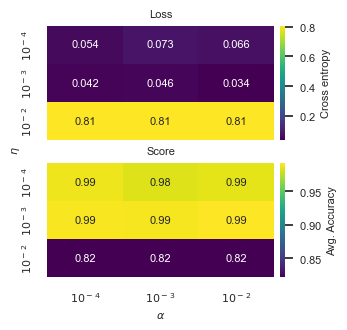 Loss
10⁻⁴ 0.054 0.073 0.066
10⁻³ 0.042 0.046 0.034
10⁻² 0.81 0.81 0.81
0.8
0.6
0.4
0.2
Cross entropy
η
Score
10⁻⁴ 0.99 0.98 0.99
10⁻³ 0.99 0.99 0.99
10⁻² 0.82 0.82 0.82
0.95
0.90
0.85
Avg. Accuracy
10⁻⁴ 10⁻³ 10⁻²
α